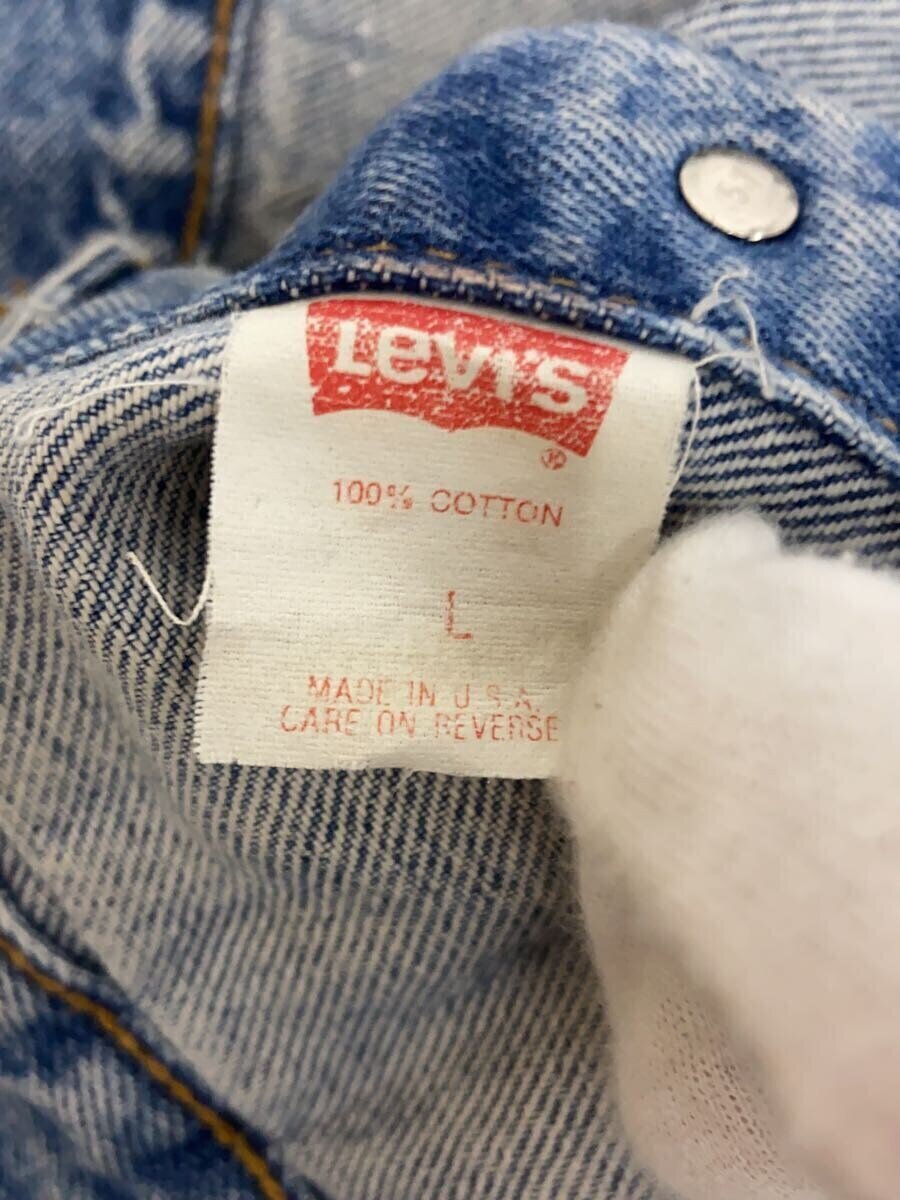 Levi's
®
100% COTTON
L
MADE IN U.S.A.
CARE ON REVERSE